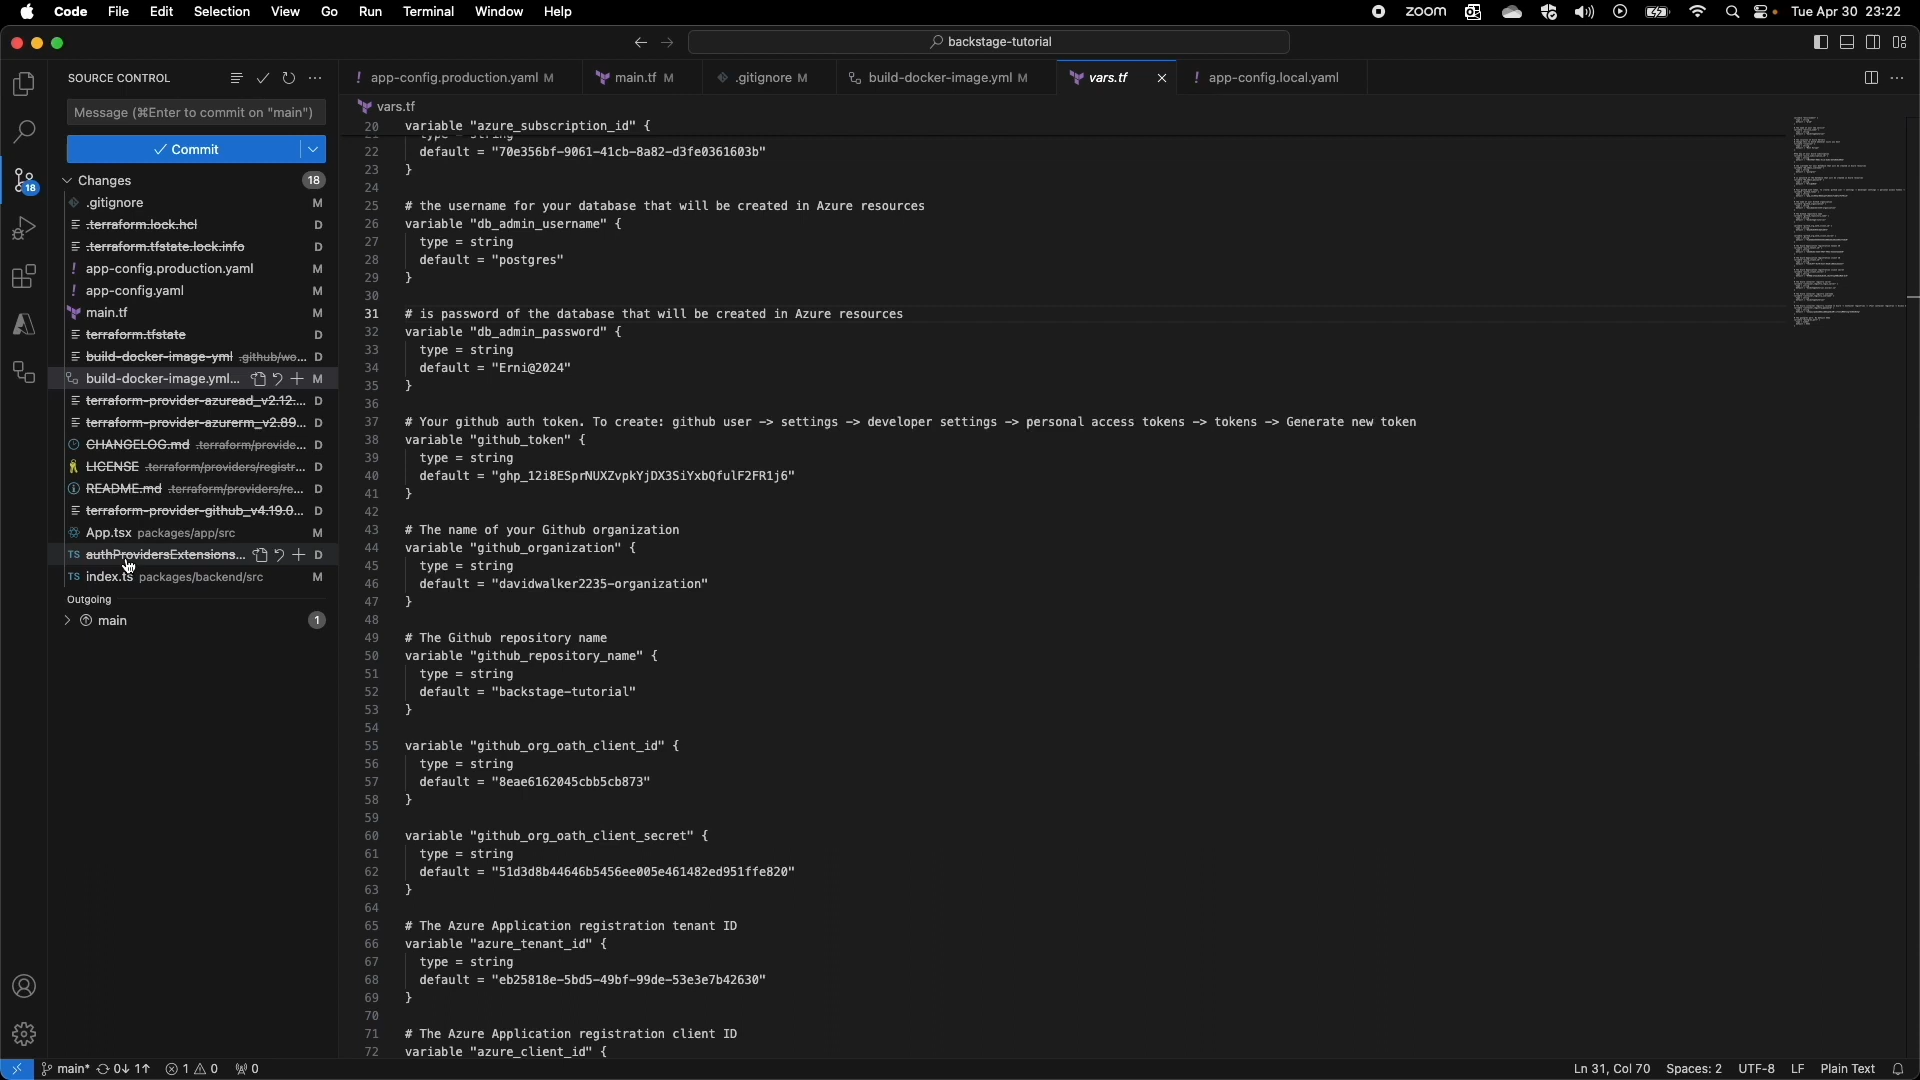 Code File Edit Selection View Go Run Terminal Window Help zoom Tue Apr 30 23:22
backstage-tutorial
SOURCE CONTROL
app-config.production.yaml M main.tf M .gitignore M build-docker-image.yml M vars.tf app-config.local.yaml
Message (⌘Enter to commit on "main")
Commit
Changes 18
18
.gitignore M
.terraform.lock.hcl D
.terraform.tfstate.lock.info D
app-config.production.yaml M
app-config.yaml M
main.tf M
terraform.tfstate D
build-docker-image-yml .github/wo... D
build-docker-image.yml... M
terraform-provider-azuread_v2.12.... D
terraform-provider-azurerm_v2.89... D
CHANGELOG.md .terraform/provide... D
LICENSE .terraform/providers/registr... D
README.md .terraform/providers/re... D
terraform-provider-github_v4.19.0... D
App.tsx packages/app/src M
TS authProvidersExtensions... D
TS index.ts packages/backend/src M
Outgoing
main 1
vars.tf
20 variable "azure_subscription_id" {
22 default = "70e356bf-9061-41cb-8a82-d3fe0361603b"
23 }
24
25 # the username for your database that will be created in Azure resources
26 variable "db_admin_username" {
27 type = string
28 default = "postgres"
29 }
30
31 # is password of the database that will be created in Azure resources
32 variable "db_admin_password" {
33 type = string
34 default = "Erni@2024"
35 }
36
37 # Your github auth token. To create: github user -> settings -> developer settings -> personal access tokens -> tokens -> Generate new token
38 variable "github_token" {
39 type = string
40 default = "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"
41 }
42
43 # The name of your Github organization
44 variable "github_organization" {
45 type = string
46 default = "davidwalker2235-organization"
47 }
48
49 # The Github repository name
50 variable "github_repository_name" {
51 type = string
52 default = "backstage-tutorial"
53 }
54
55 variable "github_org_oath_client_id" {
56 type = string
57 default = "8eae6162045cbb5cb873"
58 }
59
60 variable "github_org_oath_client_secret" {
61 type = string
62 default = "51d3d8b44646b5456ee005e461482ed951ffe820"
63 }
64
65 # The Azure Application registration tenant ID
66 variable "azure_tenant_id" {
67 type = string
68 default = "eb25818e-5bd5-49bf-99de-53e3e7b42630"
69 }
70
71 # The Azure Application registration client ID
72 variable "azure_client_id" {
main* 0↓ 1↑ 1 0 0 Ln 31, Col 70 Spaces: 2 UTF-8 LF Plain Text